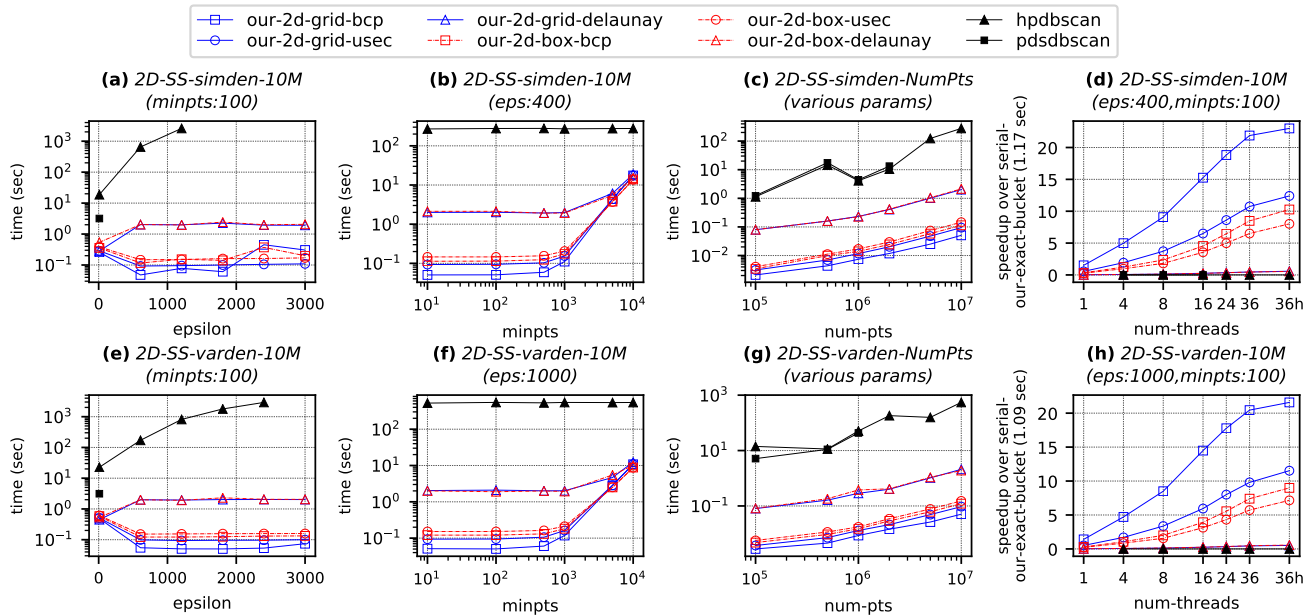 our-2d-grid-bcp
our-2d-grid-usec
our-2d-grid-delaunay
our-2d-box-bcp
our-2d-box-usec
our-2d-box-delaunay
hpdbscan
pdsdbscan
(a) 2D-SS-simden-10M
(minpts:100)
time (sec)
10³
10²
10¹
10⁰
10⁻¹
0 1000 2000 3000
epsilon
(b) 2D-SS-simden-10M
(eps:400)
time (sec)
10²
10¹
10⁰
10⁻¹
10¹ 10² 10³ 10⁴
minpts
(c) 2D-SS-simden-NumPts
(various params)
time (sec)
10²
10¹
10⁰
10⁻¹
10⁻²
10⁵ 10⁶ 10⁷
num-pts
(d) 2D-SS-simden-10M
(eps:400,minpts:100)
speedup over serial-
our-exact-bucket (1.17 sec)
20
15
10
5
0
1 4 8 16 24 36 36h
num-threads
(e) 2D-SS-varden-10M
(minpts:100)
time (sec)
10³
10²
10¹
10⁰
10⁻¹
0 1000 2000 3000
epsilon
(f) 2D-SS-varden-10M
(eps:1000)
time (sec)
10²
10¹
10⁰
10⁻¹
10¹ 10² 10³ 10⁴
minpts
(g) 2D-SS-varden-NumPts
(various params)
time (sec)
10³
10¹
10⁻¹
10⁵ 10⁶ 10⁷
num-pts
(h) 2D-SS-varden-10M
(eps:1000,minpts:100)
speedup over serial-
our-exact-bucket (1.09 sec)
20
15
10
5
0
1 4 8 16 24 36 36h
num-threads